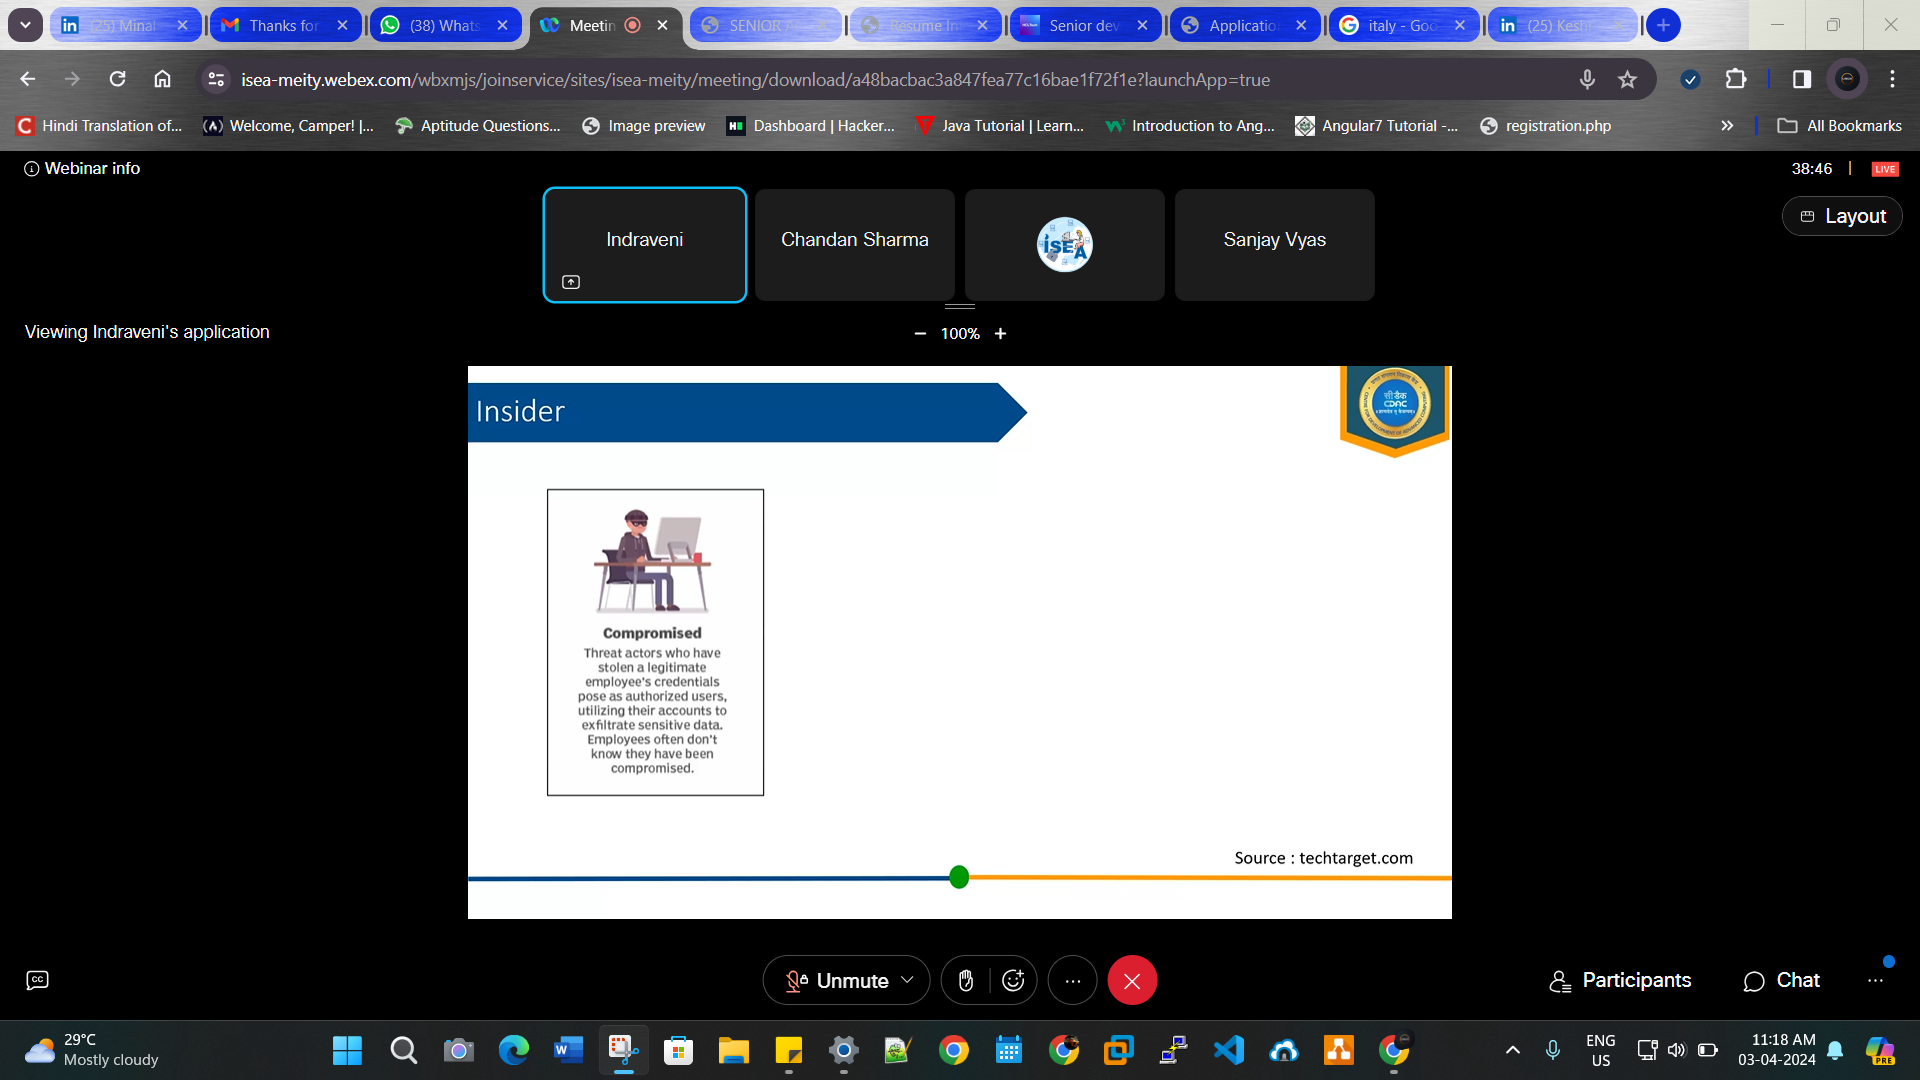 (25) Minal
Thanks for
(38) Whats
Meetin
SENIOR
Resume In
Senior dev
Applicatio
italy - Goo
(25) Kesh
isea-meity.webex.com/wbxmjs/joinservice/sites/isea-meity/meeting/download/a48bacbac3a847fea77c16bae1f72f1e?launchApp=true
Hindi Translation of...
Welcome, Camper! |...
Aptitude Questions...
Image preview
Dashboard | Hacker...
Java Tutorial | Learn...
Introduction to Ang...
Angular7 Tutorial -...
registration.php
All Bookmarks
Webinar info
38:46
LIVE
Layout
Indraveni
Chandan Sharma
ISEA
Sanjay Vyas
Viewing Indraveni's application
100%
Insider
सी डैक
CDAC
Compromised
Threat actors who have
stolen a legitimate
employee's credentials
pose as authorized users,
utilizing their accounts to
exfiltrate sensitive data.
Employees often don't
know they have been
compromised.
Source : techtarget.com
CC
Unmute
Participants
Chat
29°C
Mostly cloudy
ENG
US
11:18 AM
03-04-2024
PRE